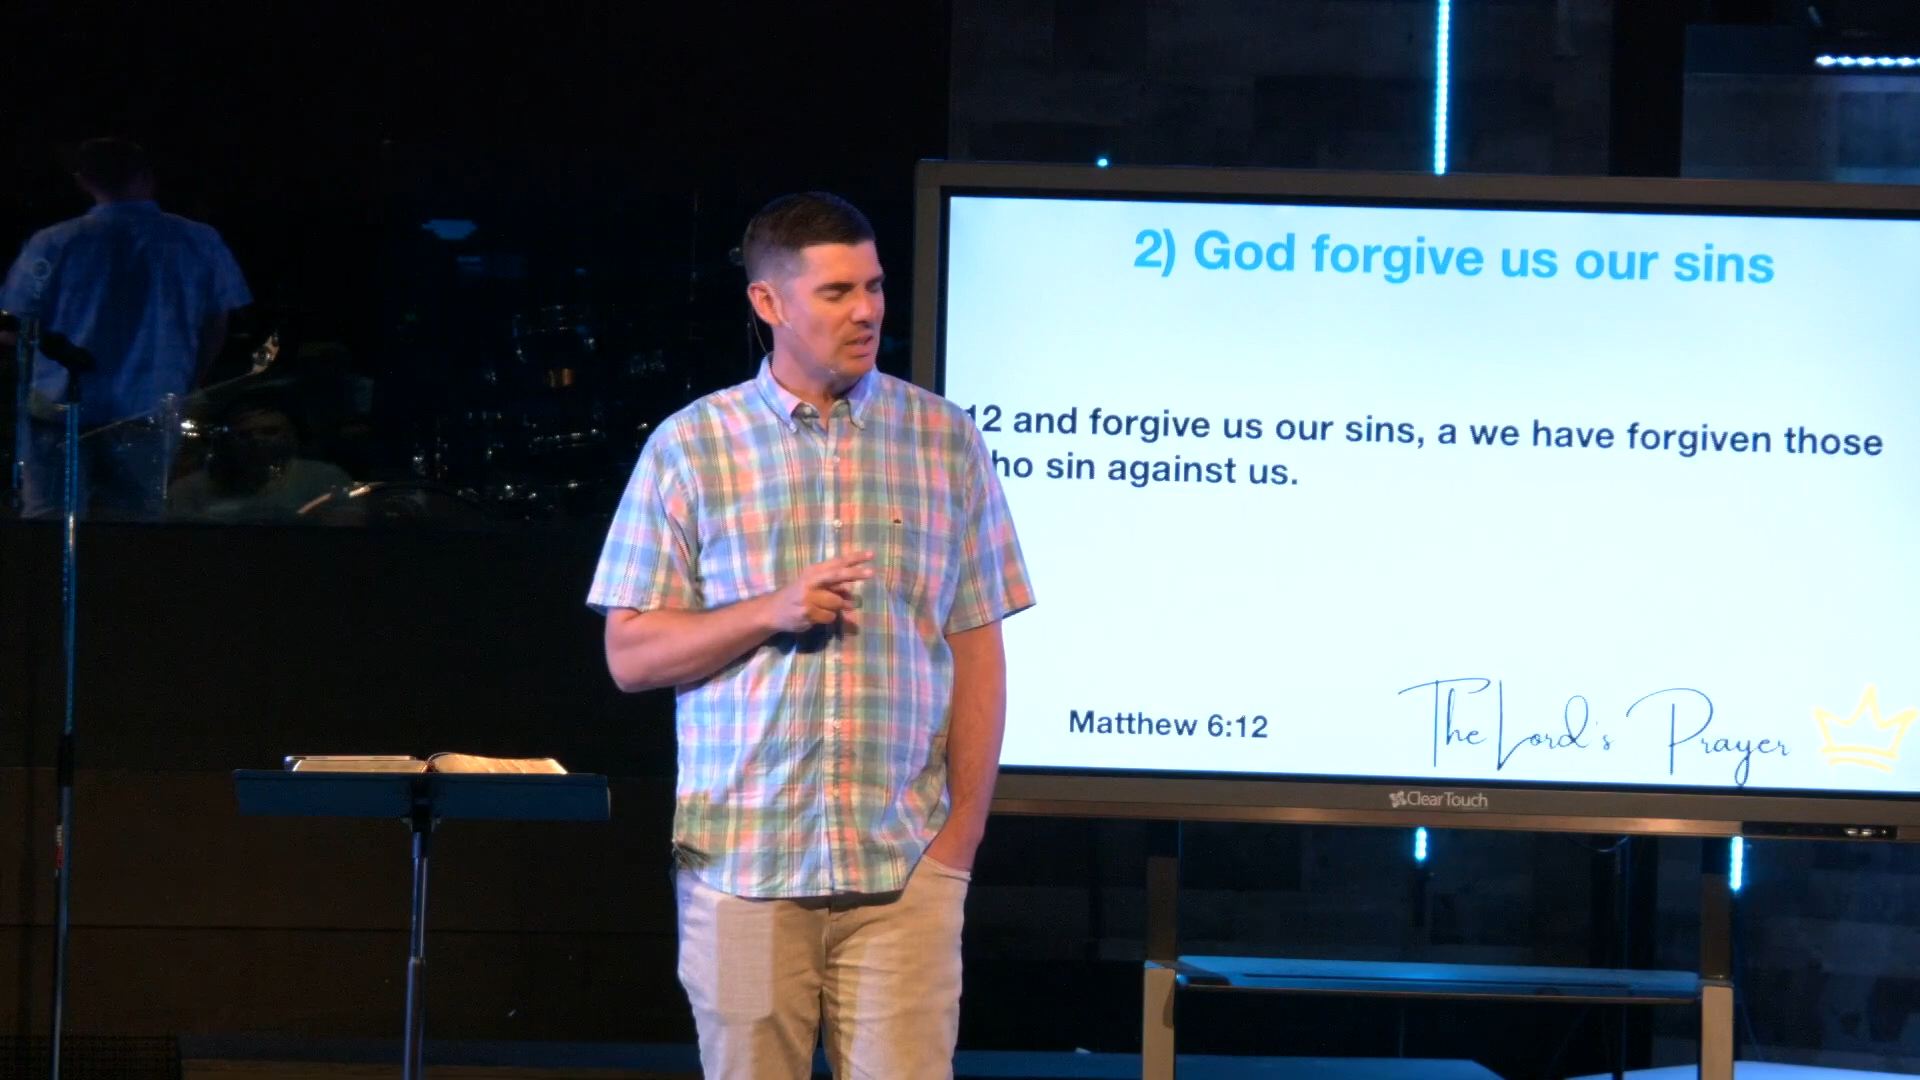 2) God forgive us our sins
12 and forgive us our sins, a we have forgiven those
ho sin against us.
Matthew 6:12
The Lord's Prayer
ClearTouch